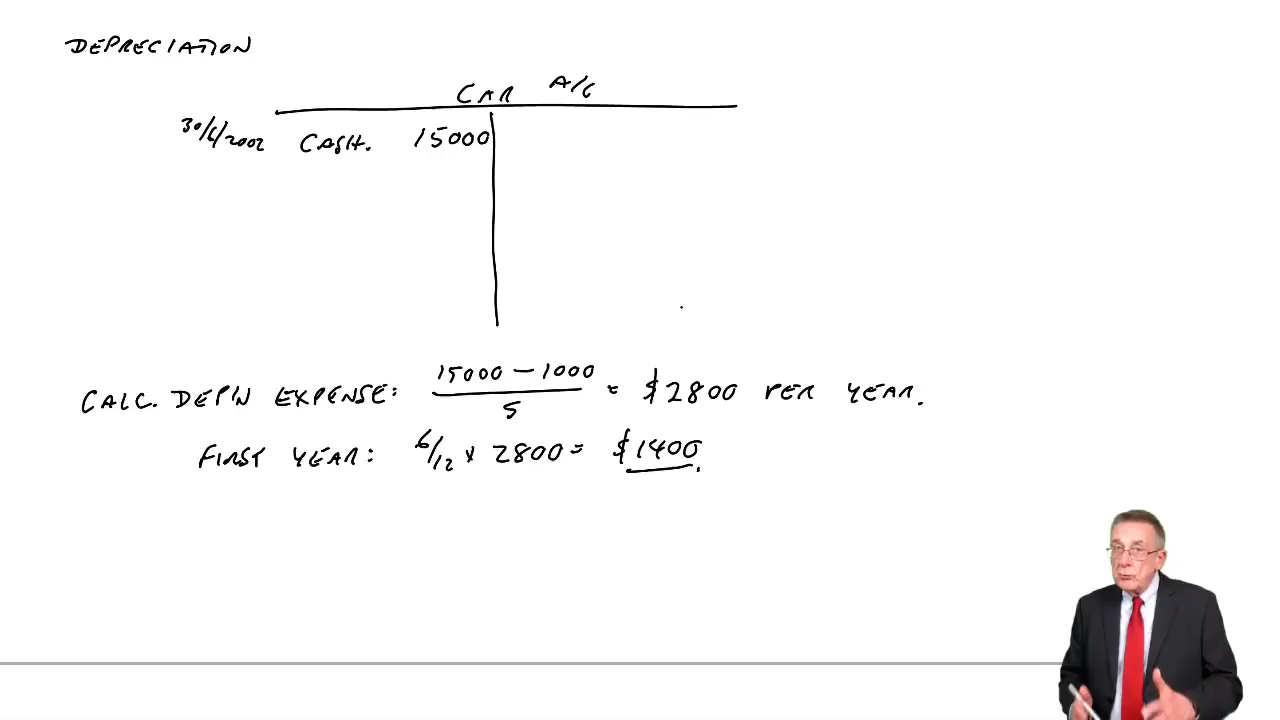 DEPRECIATION
CAR A/C
30/6/2002 CASH. 15000
CALC. DEP'N EXPENSE: 15000 - 1000 / 5 = $2800 PER YEAR.
FIRST YEAR: 6/12 x 2800 = $1400.